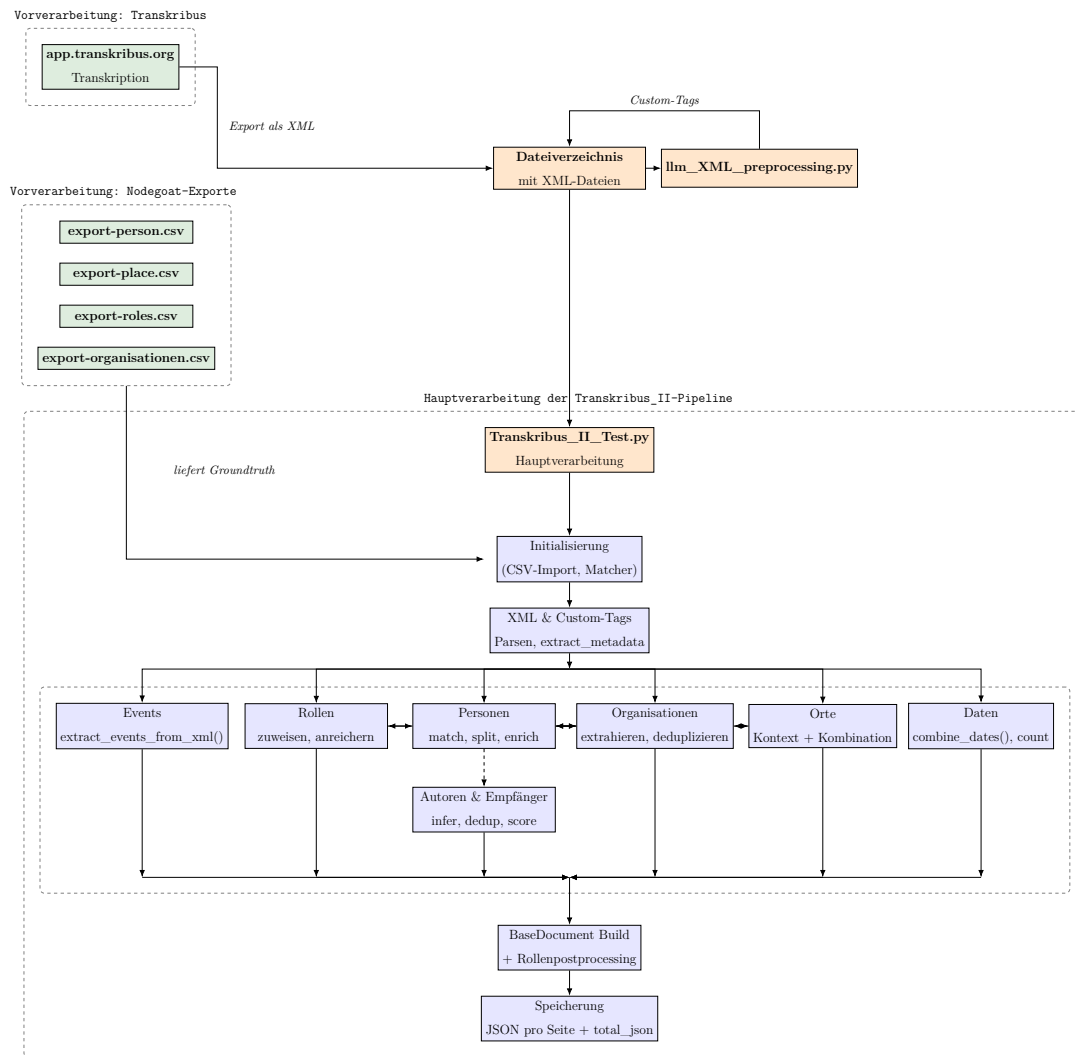 Vorverarbeitung: Transkribus
app.transkribus.org
Transkription
Export als XML
Custom-Tags
Dateiverzeichnis
mit XML-Dateien
llm_XML_preprocessing.py
Vorverarbeitung: Nodegoat-Exporte
export-person.csv
export-place.csv
export-roles.csv
export-organisationen.csv
Hauptverarbeitung der Transkribus_II-Pipeline
Transkribus_II_Test.py
Hauptverarbeitung
liefert Groundtruth
Initialisierung
(CSV-Import, Matcher)
XML & Custom-Tags
Parsen, extract_metadata
Events
extract_events_from_xml()
Rollen
zuweisen, anreichern
Personen
match, split, enrich
Organisationen
extrahieren, deduplizieren
Orte
Kontext + Kombination
Daten
combine_dates(), count
Autoren & Empfänger
infer, dedup, score
BaseDocument Build
+ Rollenpostprocessing
Speicherung
JSON pro Seite + total_json